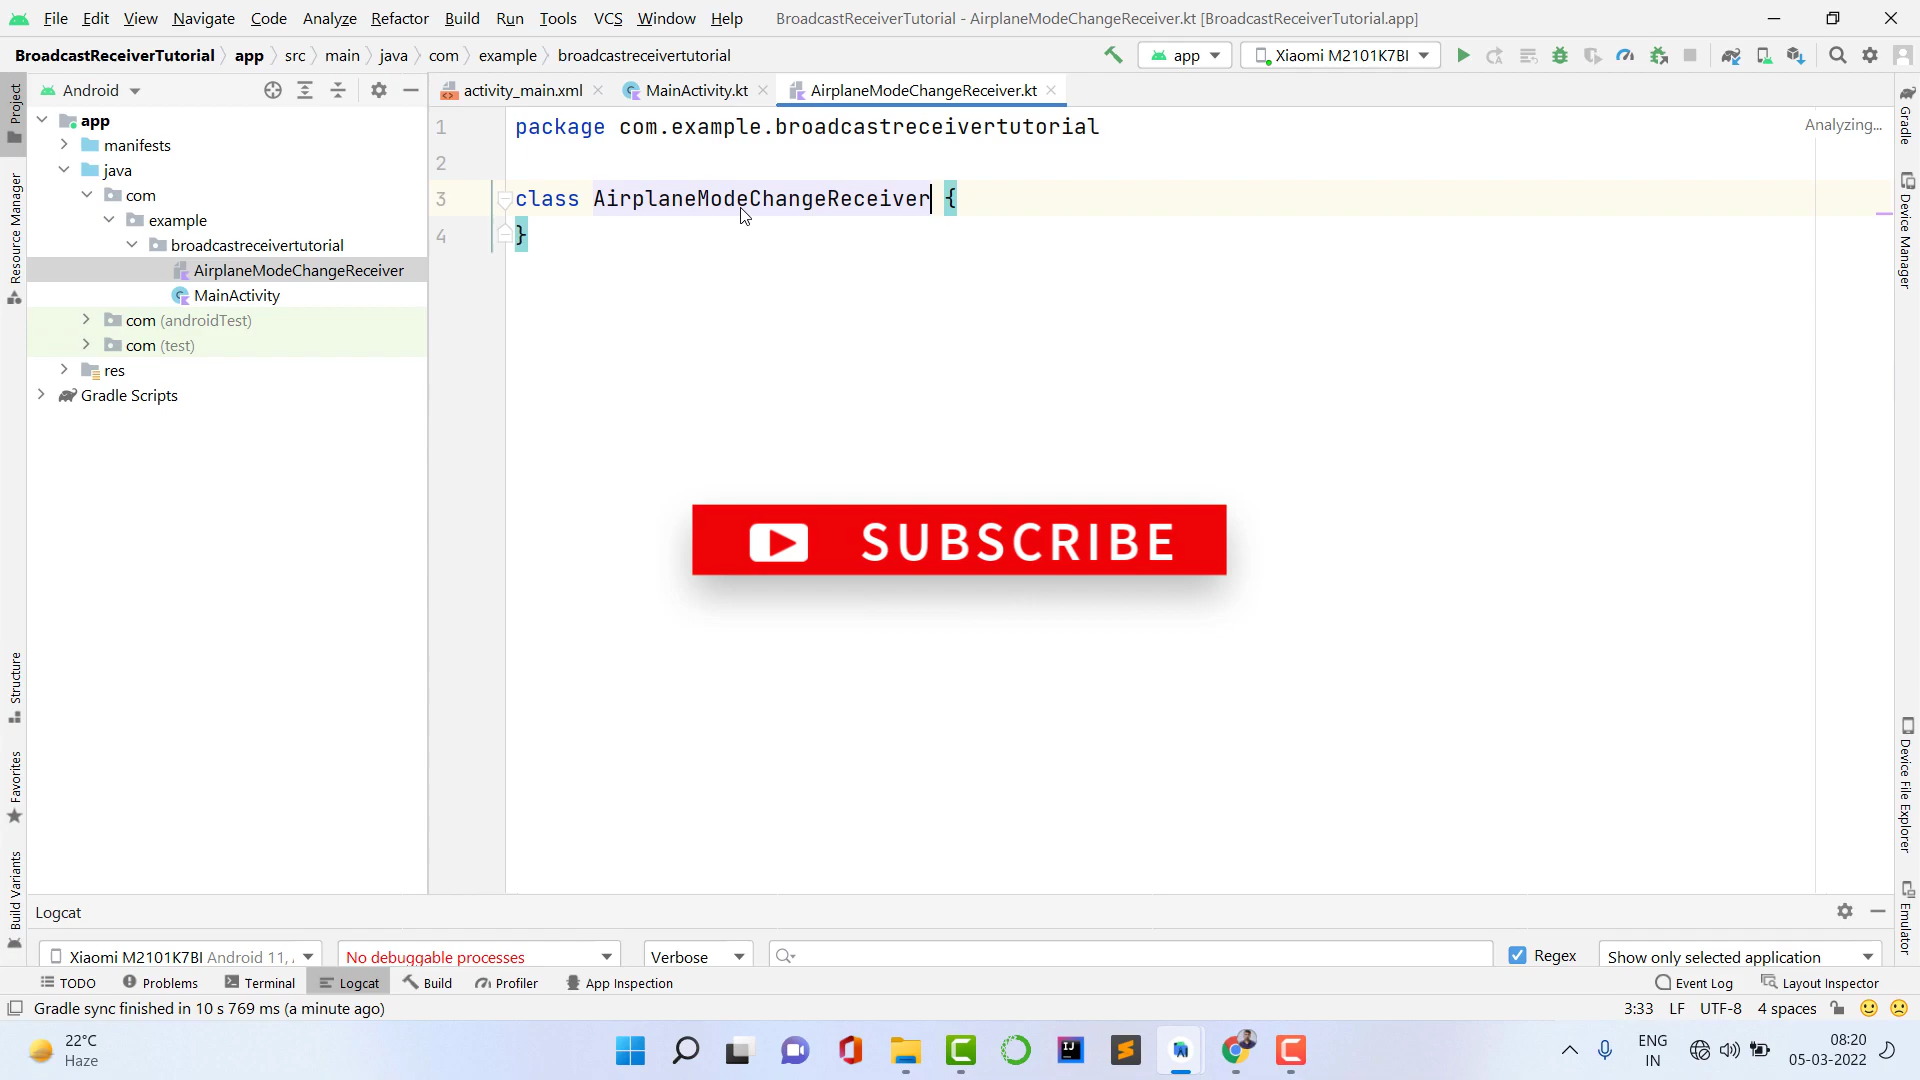 File Edit View Navigate Code Analyze Refactor Build Run Tools VCS Window Help BroadcastReceiverTutorial - AirplaneModeChangeReceiver.kt [BroadcastReceiverTutorial.app]
BroadcastReceiverTutorial app src main java com example broadcastreceivertutorial app Xiaomi M2101K7BI
Project
Resource Manager
Structure
Favorites
Build Variants
Android
app
manifests
java
com
example
broadcastreceivertutorial
AirplaneModeChangeReceiver
MainActivity
com (androidTest)
com (test)
res
Gradle Scripts
activity_main.xml MainActivity.kt AirplaneModeChangeReceiver.kt
1 package com.example.broadcastreceivertutorial
Analyzing...
2
3 class AirplaneModeChangeReceiver {
4 }
SUBSCRIBE
Gradle
Device Manager
Device File Explorer
Emulator
Logcat
Xiaomi M2101K7BI Android 11, No debuggable processes Verbose Regex Show only selected application
TODO Problems Terminal Logcat Build Profiler App Inspection Event Log Layout Inspector
Gradle sync finished in 10 s 769 ms (a minute ago) 3:33 LF UTF-8 4 spaces
22°C
Haze
ENG
IN
08:20
05-03-2022